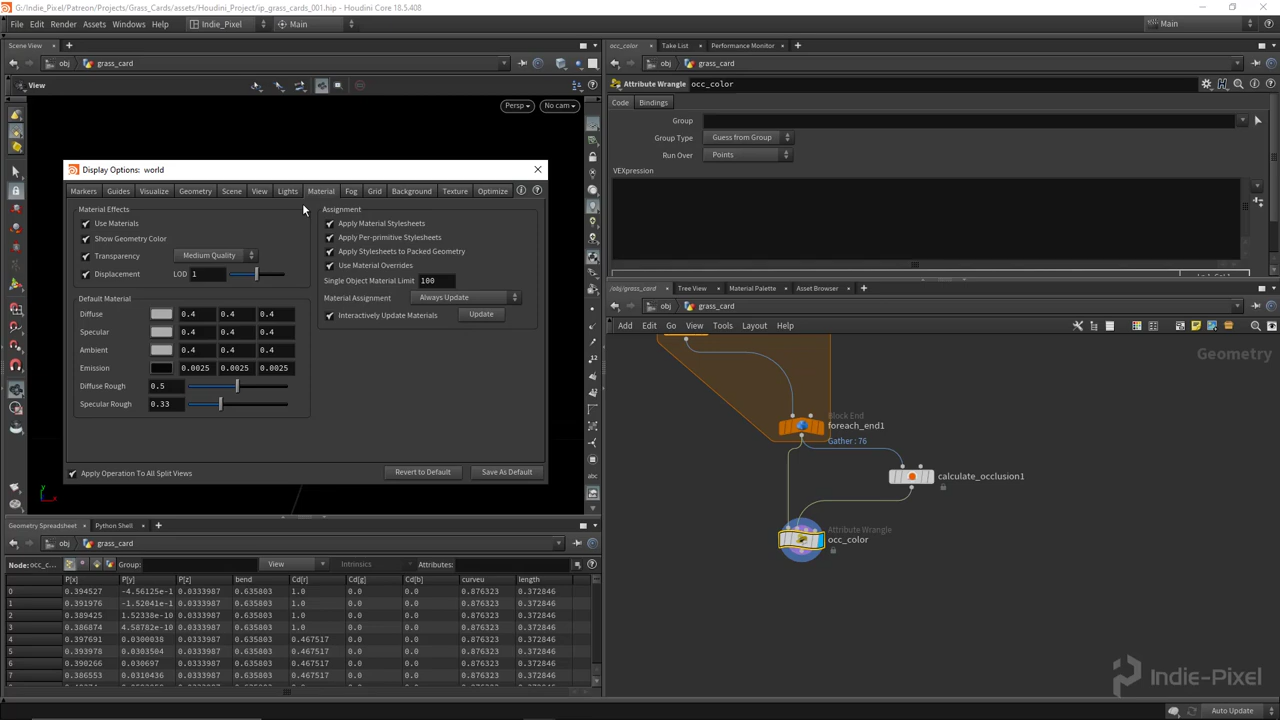 G:/Indie_Pixel/Patreon/Projects/Grass_Cards/assets/Houdini_Project/ip_grass_cards_001.hip - Houdini Core 18.5.408
File Edit Render Assets Windows Help Indie_Pixel Main Main
Scene View
obj grass_card
View
Persp No cam
Display Options: world
Markers Guides Visualize Geometry Scene View Lights Material Fog Grid Background Texture Optimize
Material Effects
Use Materials
Show Geometry Color
Transparency Medium Quality
Displacement LOD 1
Default Material
Diffuse 0.4 0.4 0.4
Specular 0.4 0.4 0.4
Ambient 0.4 0.4 0.4
Emission 0.0025 0.0025 0.0025
Diffuse Rough 0.5
Specular Rough 0.33
Assignment
Apply Material Stylesheets
Apply Per-primitive Stylesheets
Apply Stylesheets to Packed Geometry
Use Material Overrides
Single Object Material Limit 100
Material Assignment Always Update
Interactively Update Materials Update
Apply Operation To All Split Views Revert to Default Save As Default
Geometry Spreadsheet Python Shell
obj grass_card
Node: occ_c... Group: View Intrinsics Attributes:
P[x] P[y] P[z] bend Cd[r] Cd[g] Cd[b] curveu length
0 0.394527 -4.56125e-1 0.0333987 0.635803 1.0 0.0 0.0 0.876323 0.372846
1 0.391976 -1.52041e-1 0.0333987 0.635803 1.0 0.0 0.0 0.876323 0.372846
2 0.389425 1.52338e-10 0.0333987 0.635803 1.0 0.0 0.0 0.876323 0.372846
3 0.386874 4.58782e-10 0.0333987 0.635803 1.0 0.0 0.0 0.876323 0.372846
4 0.397691 0.0300038 0.0333987 0.635803 0.467517 0.0 0.0 0.876323 0.372846
5 0.393978 0.0303504 0.0333987 0.635803 0.467517 0.0 0.0 0.876323 0.372846
6 0.390266 0.030697 0.0333987 0.635803 0.467517 0.0 0.0 0.876323 0.372846
7 0.386553 0.0310436 0.0333987 0.635803 0.467517 0.0 0.0 0.876323 0.372846
occ_color Take List Performance Monitor
obj grass_card
Attribute Wrangle occ_color
Code Bindings
Group
Group Type Guess from Group
Run Over Points
VEXpression
/obj/grass_card Tree View Material Palette Asset Browser
obj grass_card
Add Edit Go View Tools Layout Help
Geometry
Block End
foreach_end1
Gather : 76
calculate_occlusion1
Attribute Wrangle
occ_color
Indie-Pixel
Auto Update